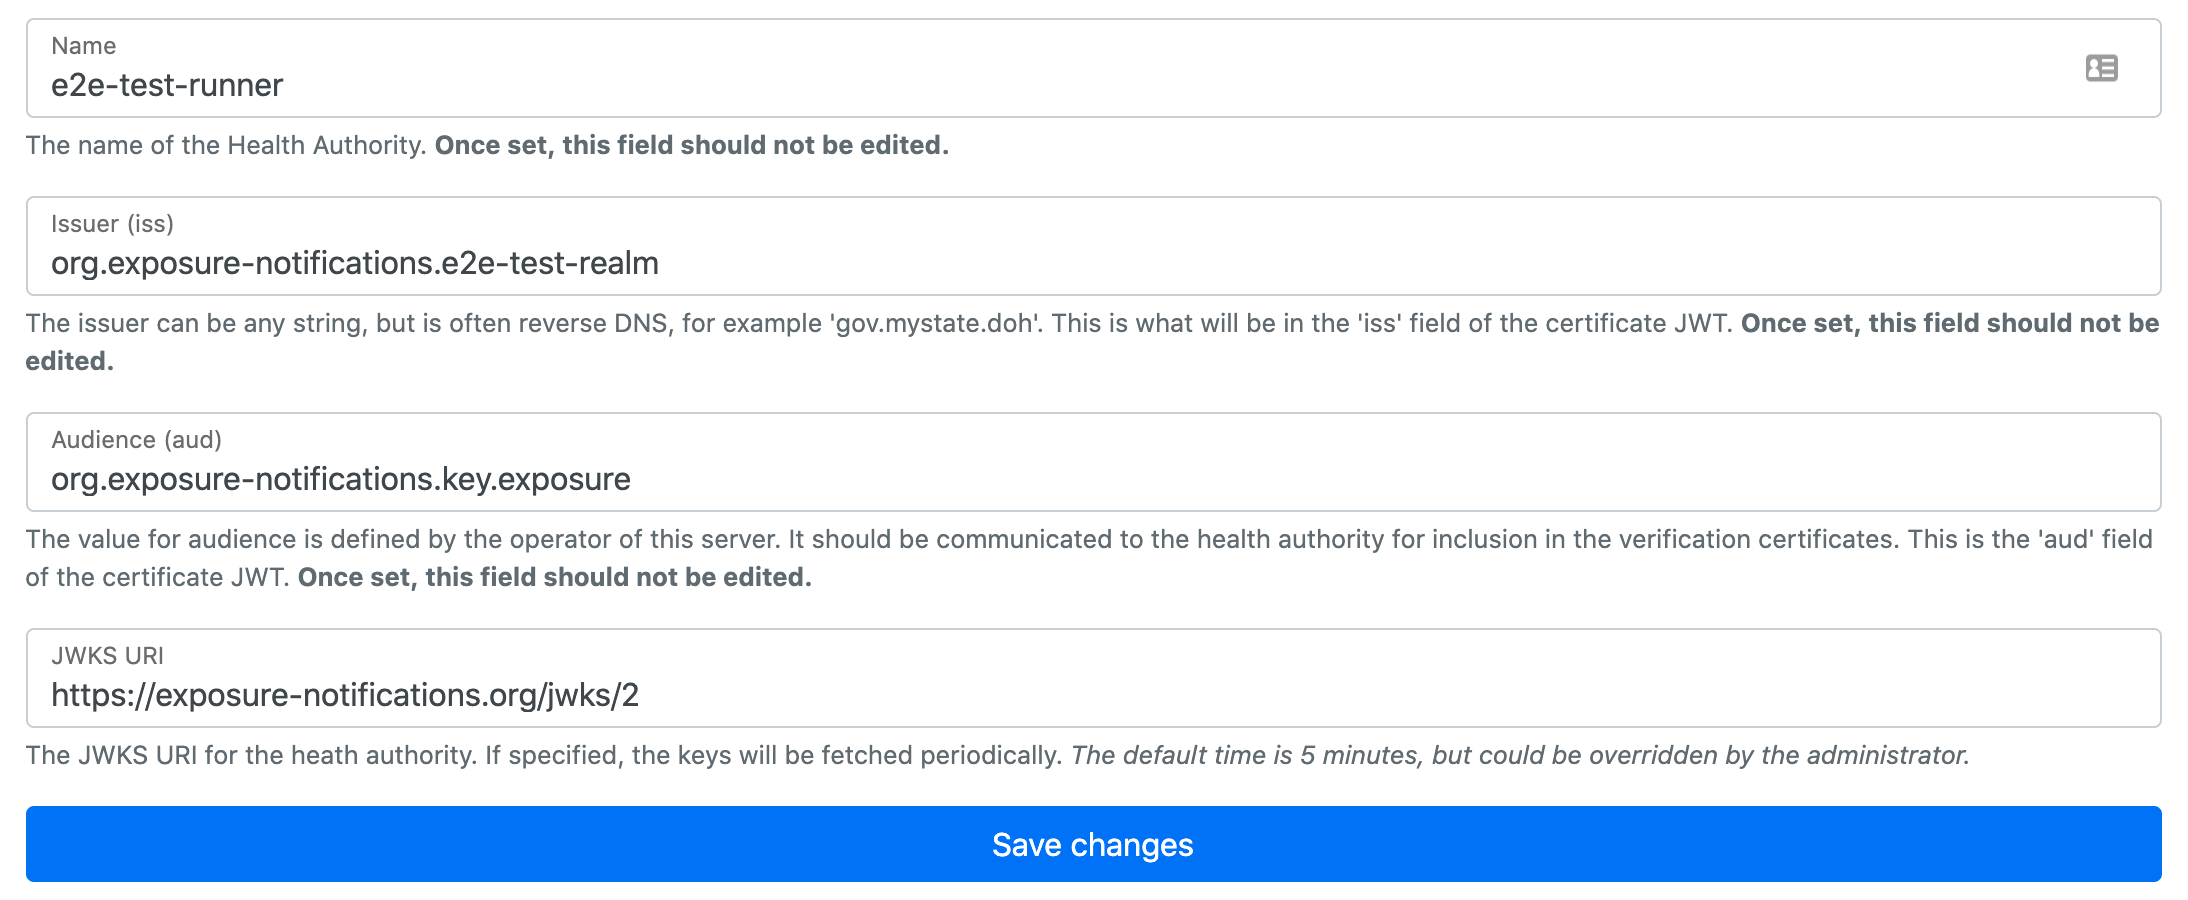 Name
e2e-test-runner
The name of the Health Authority. Once set, this field should not be edited.
Issuer (iss)
org.exposure-notifications.e2e-test-realm
The issuer can be any string, but is often reverse DNS, for example 'gov.mystate.doh'. This is what will be in the 'iss' field of the certificate JWT. Once set, this field should not be
edited.
Audience (aud)
org.exposure-notifications.key.exposure
The value for audience is defined by the operator of this server. It should be communicated to the health authority for inclusion in the verification certificates. This is the 'aud' field
of the certificate JWT. Once set, this field should not be edited.
JWKS URI
https://exposure-notifications.org/jwks/2
The JWKS URI for the heath authority. If specified, the keys will be fetched periodically. The default time is 5 minutes, but could be overridden by the administrator.
Save changes